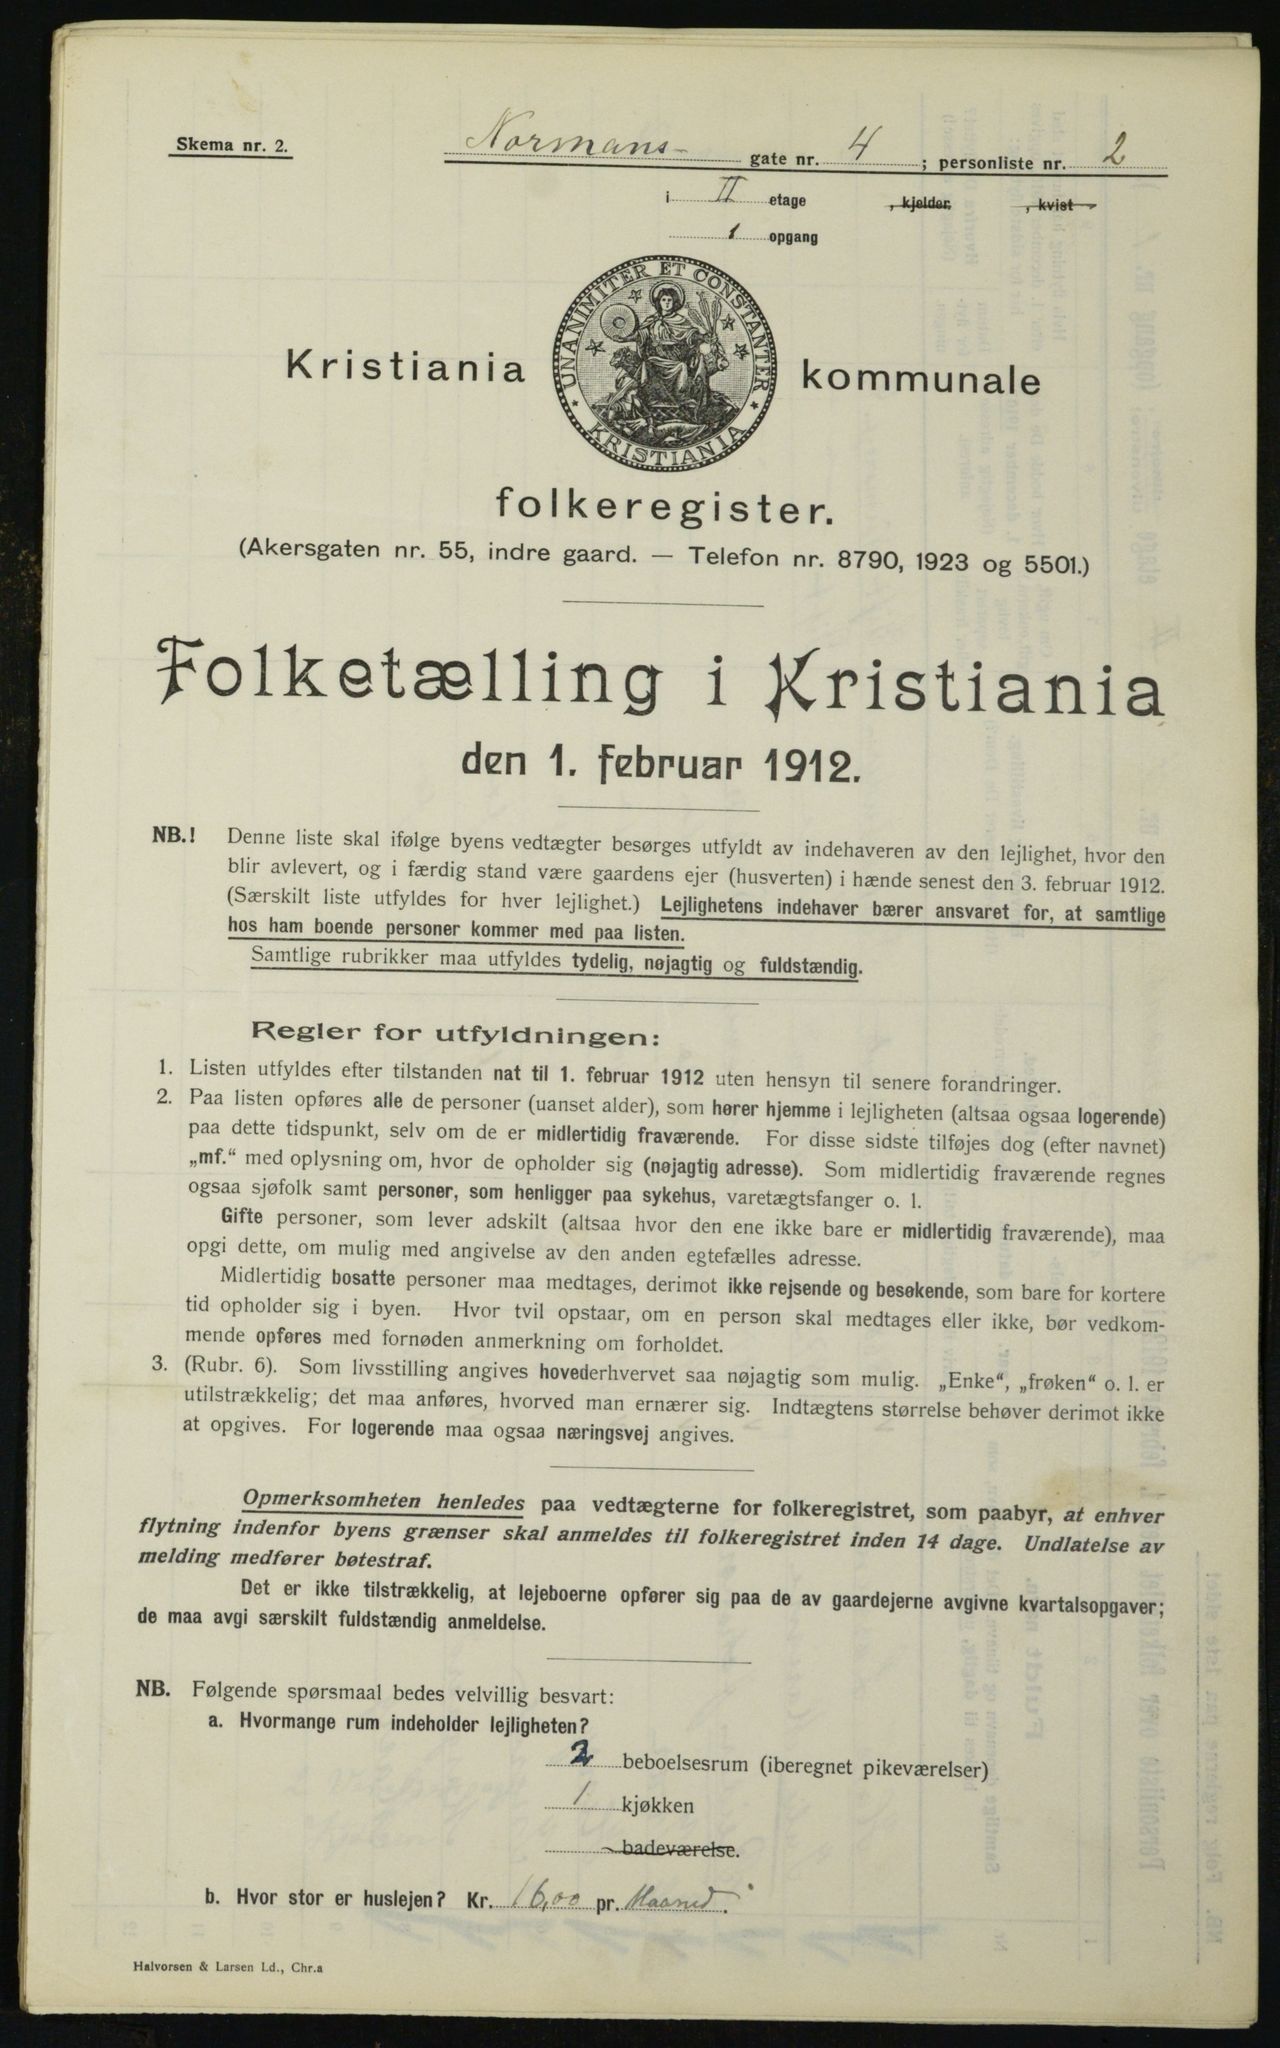 Skema nr. 2.
Normans- gate nr. 4; personliste nr. 2
i II etage , kjelder. , kvist
1 opgang
UNANIMITER ET CONSTANTER
KRISTIANIA
Kristiania kommunale
folkeregister.
(Akersgaten nr. 55, indre gaard. — Telefon nr. 8790, 1923 og 5501.)
Folketælling i Kristiania
den 1. februar 1912.
NB.! Denne liste skal ifølge byens vedtægter besørges utfyldt av indehaveren av den lejlighet, hvor den
blir avlevert, og i færdig stand være gaardens ejer (husverten) i hænde senest den 3. februar 1912.
(Særskilt liste utfyldes for hver lejlighet.) Lejlighetens indehaver bærer ansvaret for, at samtlige
hos ham boende personer kommer med paa listen.
Samtlige rubrikker maa utfyldes tydelig, nøjagtig og fuldstændig.
Regler for utfyldningen:
1. Listen utfyldes efter tilstanden nat til 1. februar 1912 uten hensyn til senere forandringer.
2. Paa listen opføres alle de personer (uanset alder), som hører hjemme i lejligheten (altsaa ogsaa logerende)
paa dette tidspunkt, selv om de er midlertidig fraværende. For disse sidste tilføjes dog (efter navnet)
„mf.“ med oplysning om, hvor de opholder sig (nøjagtig adresse). Som midlertidig fraværende regnes
ogsaa sjøfolk samt personer, som henligger paa sykehus, varetægtsfanger o. l.
Gifte personer, som lever adskilt (altsaa hvor den ene ikke bare er midlertidig fraværende), maa
opgi dette, om mulig med angivelse av den anden egtefælles adresse.
Midlertidig bosatte personer maa medtages, derimot ikke rejsende og besøkende, som bare for kortere
tid opholder sig i byen. Hvor tvil opstaar, om en person skal medtages eller ikke, bør vedkom-
mende opføres med fornøden anmerkning om forholdet.
3. (Rubr. 6). Som livsstilling angives hovederhvervet saa nøjagtig som mulig. „Enke“, „frøken“ o. l. er
utilstrækkelig; det maa anføres, hvorved man ernærer sig. Indtægtens størrelse behøver derimot ikke
at opgives. For logerende maa ogsaa næringsvej angives.
Opmerksomheten henledes paa vedtægterne for folkeregistret, som paabyr, at enhver
flytning indenfor byens grænser skal anmeldes til folkeregistret inden 14 dage. Undlatelse av
melding medfører bøtestraf.
Det er ikke tilstrækkelig, at lejeboerne opfører sig paa de av gaardejerne avgivne kvartalsopgaver;
de maa avgi særskilt fuldstændig anmeldelse.
NB. Følgende spørsmaal bedes velvillig besvart:
a. Hvormange rum indeholder lejligheten?
2 beboelsesrum (iberegnet pikeværelser)
1 kjøkken
badeværelse.
b. Hvor stor er huslejen? Kr. 16,00 pr. Maaned.
Halvorsen & Larsen Ld., Chr.a